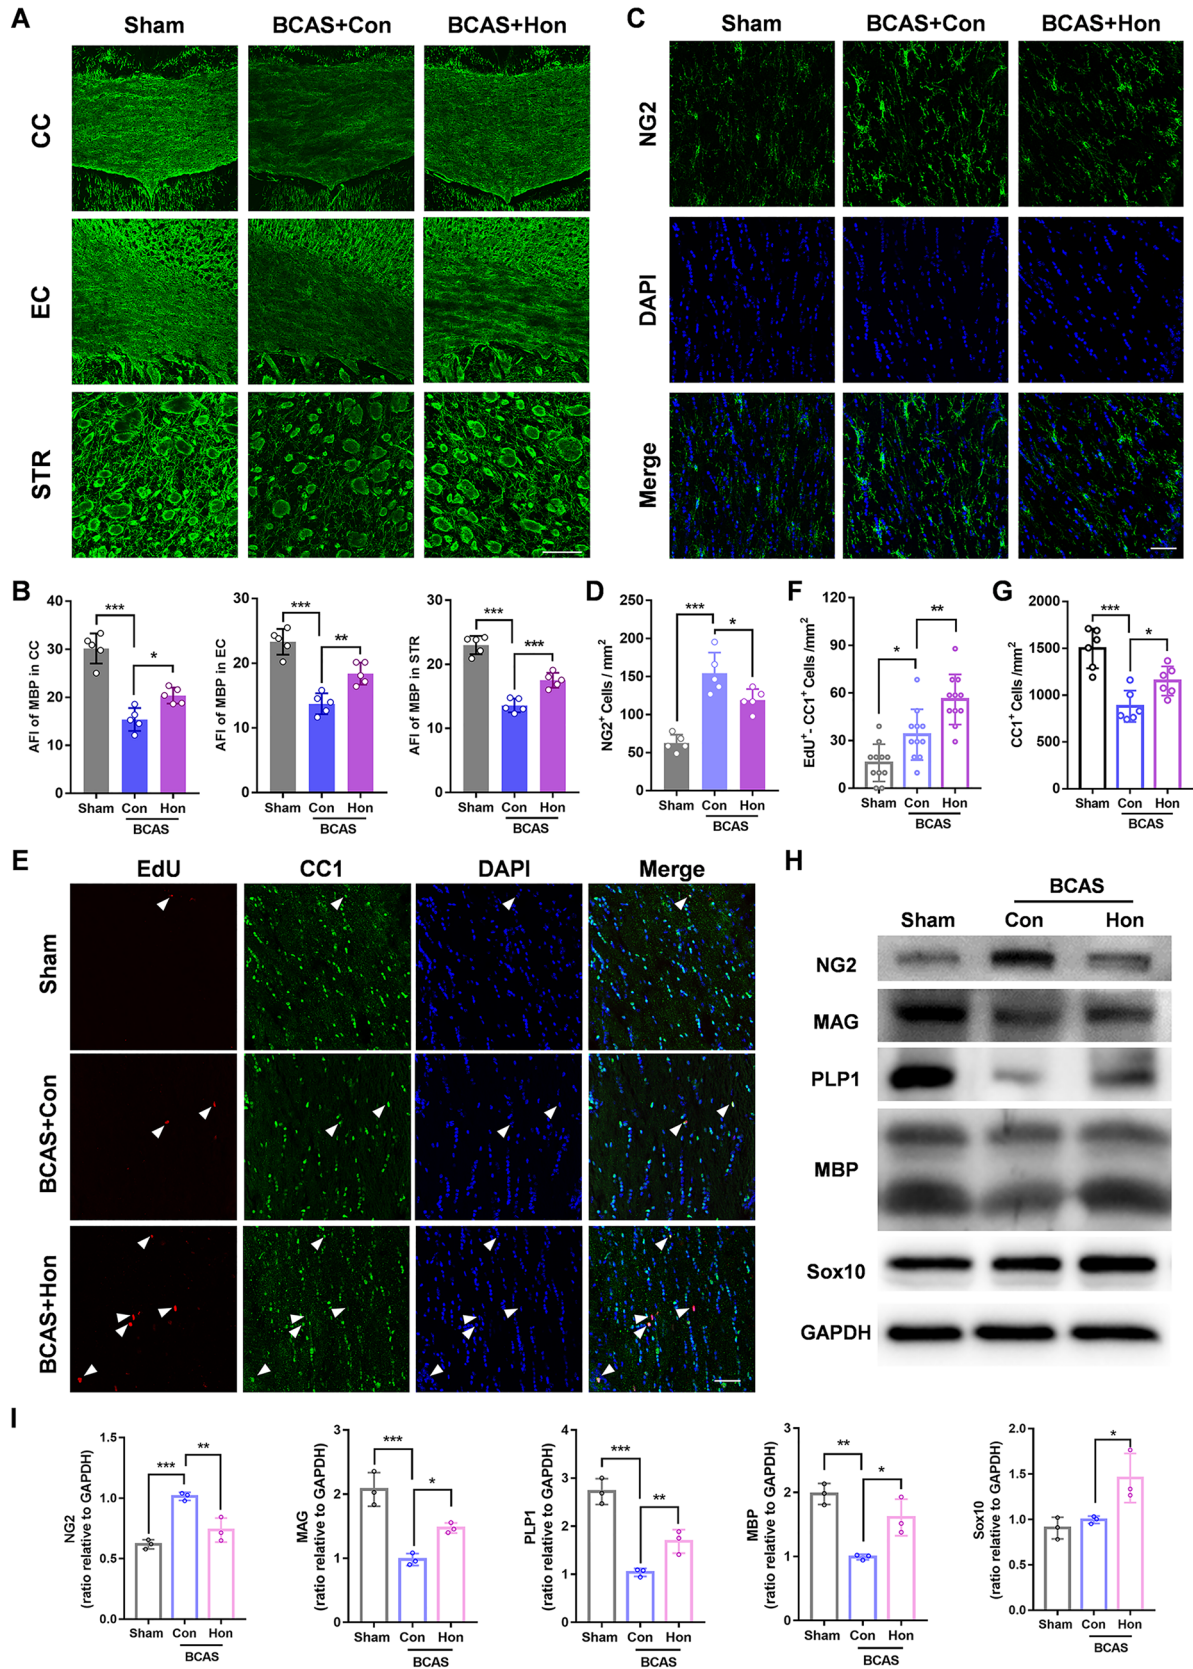 A
Sham BCAS+Con BCAS+Hon
CC
EC
STR
C
Sham BCAS+Con BCAS+Hon
NG2
DAPI
Merge
B
AFI of MBP in CC
40
30
20
10
0
***
*
Sham Con Hon
BCAS
AFI of MBP in EC
30
20
10
0
***
**
Sham Con Hon
BCAS
AFI of MBP in STR
30
20
10
0
***
***
Sham Con Hon
BCAS
D
NG2+ Cells / mm2
250
200
150
100
50
0
***
*
Sham Con Hon
BCAS
F
EdU+- CC1+ Cells /mm2
120
90
60
30
0
*
**
Sham Con Hon
BCAS
G
CC1+ Cells/mm2
2000
1500
1000
500
0
***
*
Sham Con Hon
BCAS
E
EdU CC1 DAPI Merge
Sham
BCAS+Con
BCAS+Hon
H
BCAS
Sham Con Hon
NG2
MAG
PLP1
MBP
Sox10
GAPDH
I
NG2
(ratio relative to GAPDH)
1.5
1.0
0.5
0.0
***
**
Sham Con Hon
BCAS
MAG
(ratio relative to GAPDH)
3
2
1
0
***
*
Sham Con Hon
BCAS
PLP1
(ratio relative to GAPDH)
4
3
2
1
0
***
**
Sham Con Hon
BCAS
MBP
(ratio relative to GAPDH)
3
2
1
0
**
*
Sham Con Hon
BCAS
Sox10
(ratio relative to GAPDH)
2.0
1.5
1.0
0.5
0.0
*
Sham Con Hon
BCAS